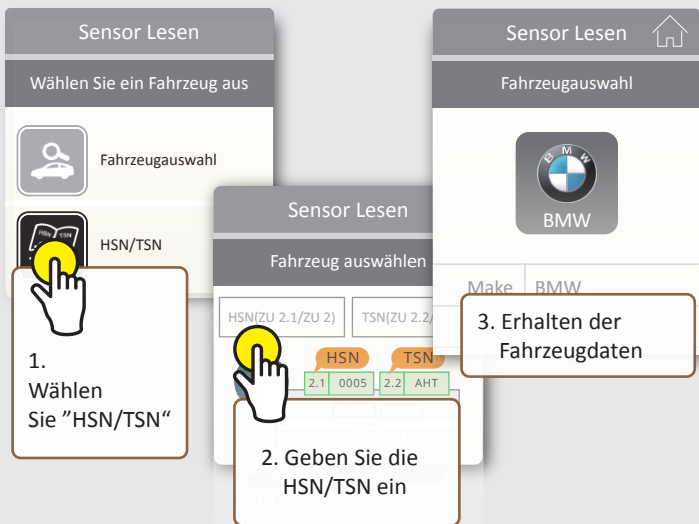 Sensor Lesen
Wählen Sie ein Fahrzeug aus
Fahrzeugauswahl
HSN TSN
HSN/TSN
1.
Wählen
Sie ”HSN/TSN“
Sensor Lesen
Fahrzeug auswählen
HSN(ZU 2.1/ZU 2)
TSN(ZU 2.2/
HSN TSN
2.1 0005 2.2 AHT
2. Geben Sie die
HSN/TSN ein
Sensor Lesen
Fahrzeugauswahl
BMW
BMW
Make BMW
3. Erhalten der
Fahrzeugdaten